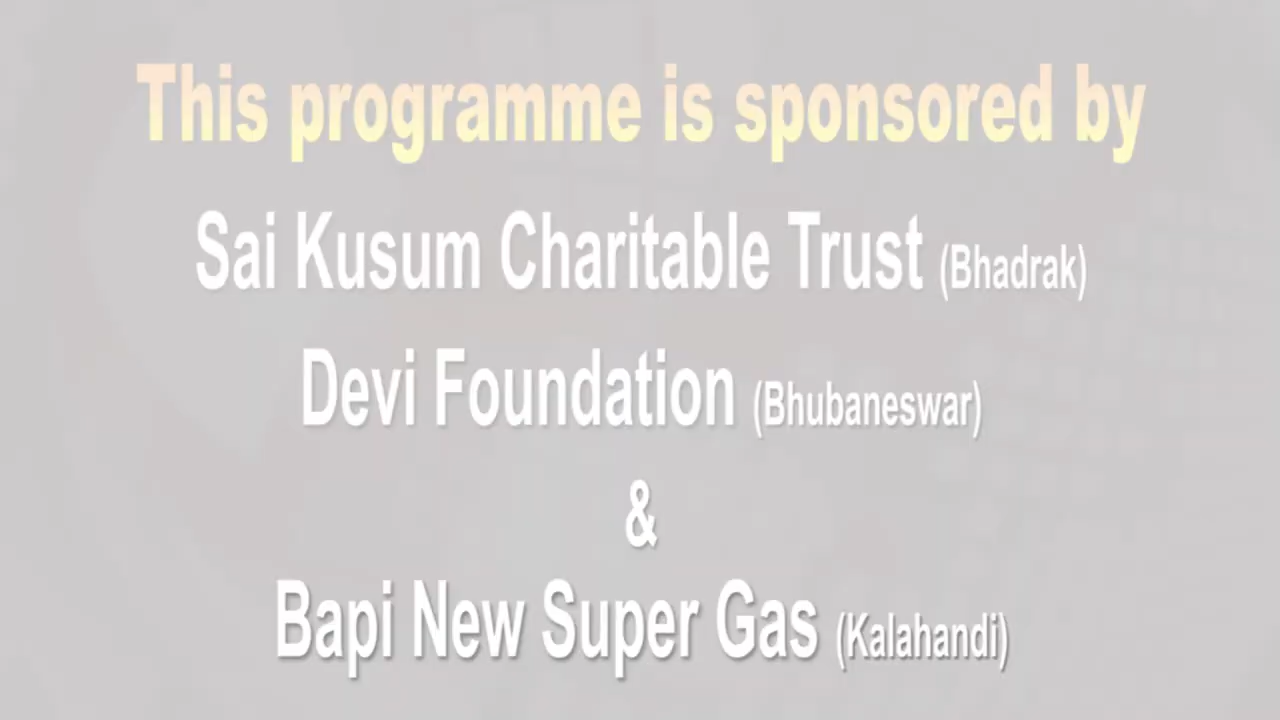 This programme is sponsored by
Sai Kusum Charitable Trust (Bhadrak)
Devi Foundation (Bhubaneswar)
&
Bapi New Super Gas (Kalahandi)